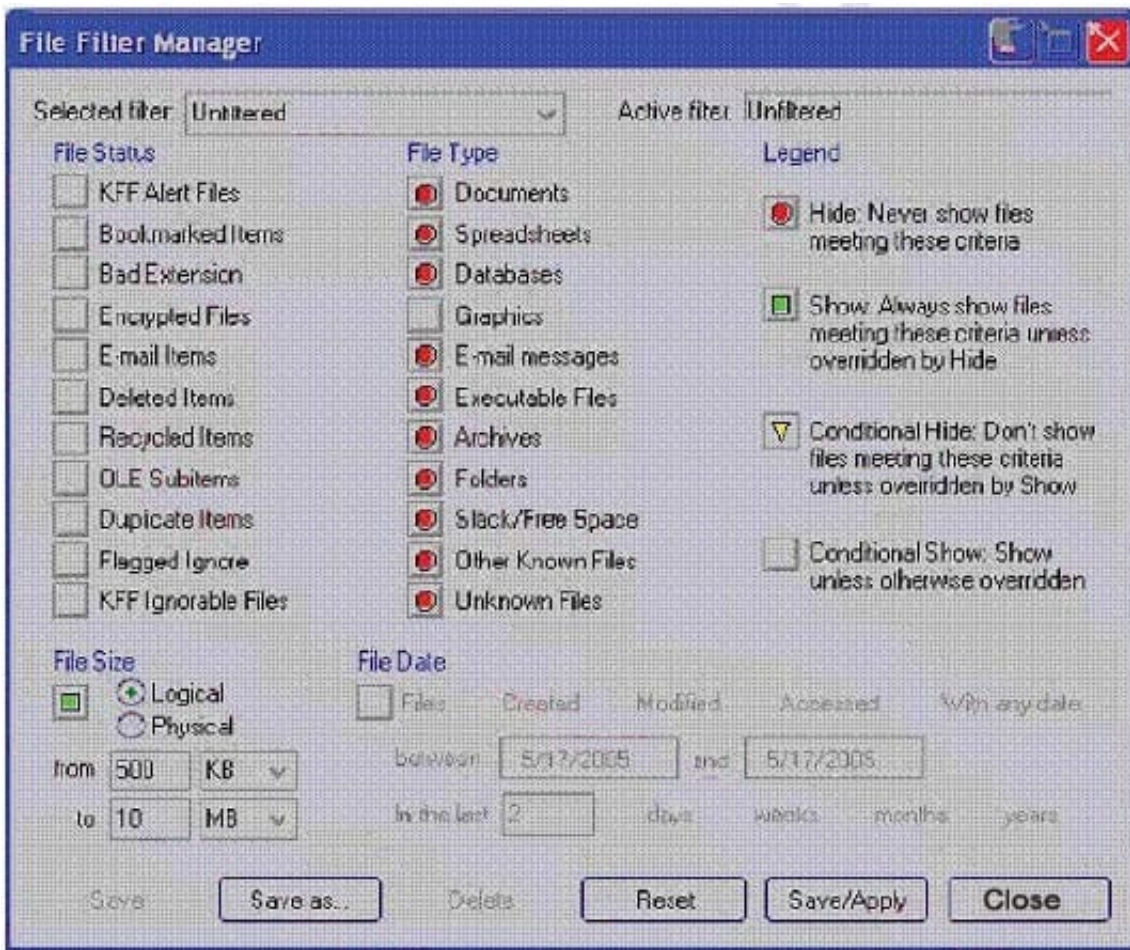 File Filter Manager
Selected filter Unfiltered
Active filter Unfiltered
File Status
KFF Alert Files
Bookmarked Items
Bad Extension
Encrypted Files
E-mail Items
Deleted Items
Recycled Items
OLE Subitems
Duplicate Items
Flagged Ignore
KFF Ignorable Files
File Type
Documents
Spreadsheets
Databases
Graphics
E-mail messages
Executable Files
Archives
Folders
Slack/Free Space
Other Known Files
Unknown Files
Legend
Hide: Never show files
meeting these criteria
Show: Always show files
meeting these criteria unless
overridden by Hide
Conditional Hide: Don't show
files meeting these criteria
unless overridden by Show
Conditional Show: Show
unless otherwise overridden
File Size
Logical
Physical
from 500 KB
to 10 MB
File Date
Files Created Modified Accessed With any date
between 5/17/2005 and 5/17/2005
In the last 2 days weeks months years
Save Save as... Delete Reset Save/Apply Close